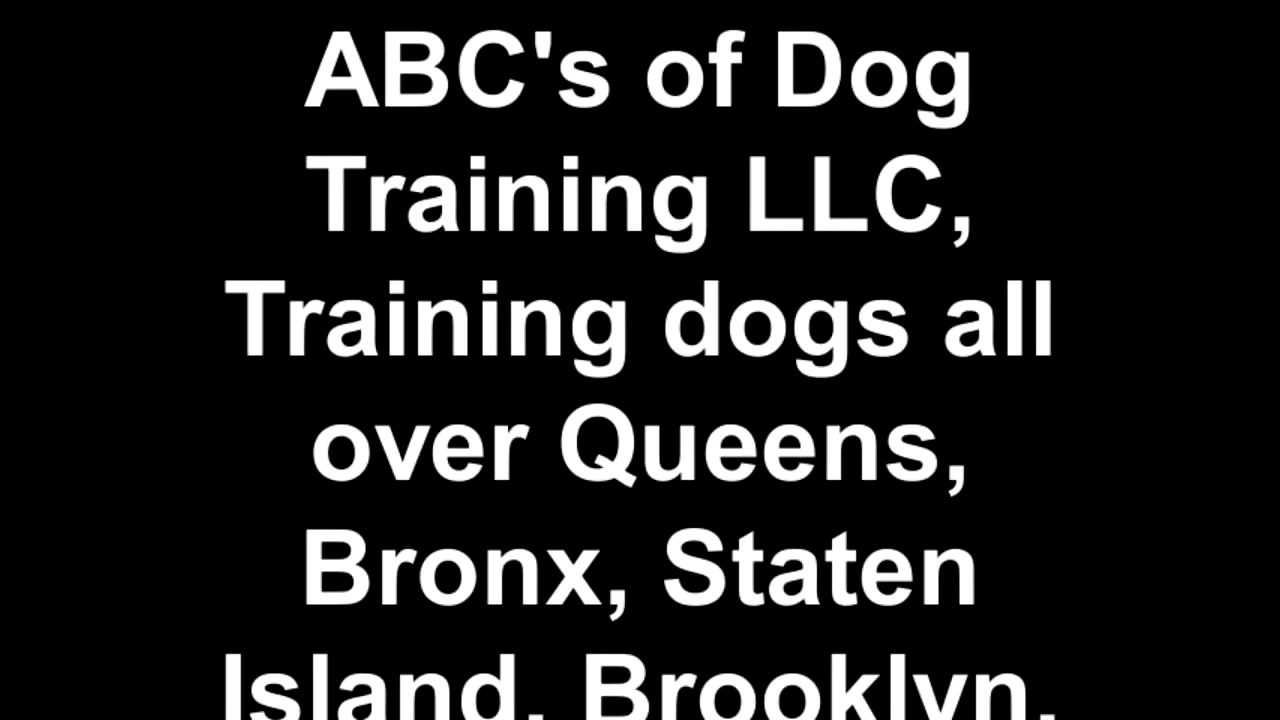 ABC's of Dog
Training LLC,
Training dogs all
over Queens,
Bronx, Staten
Island, Brooklyn,